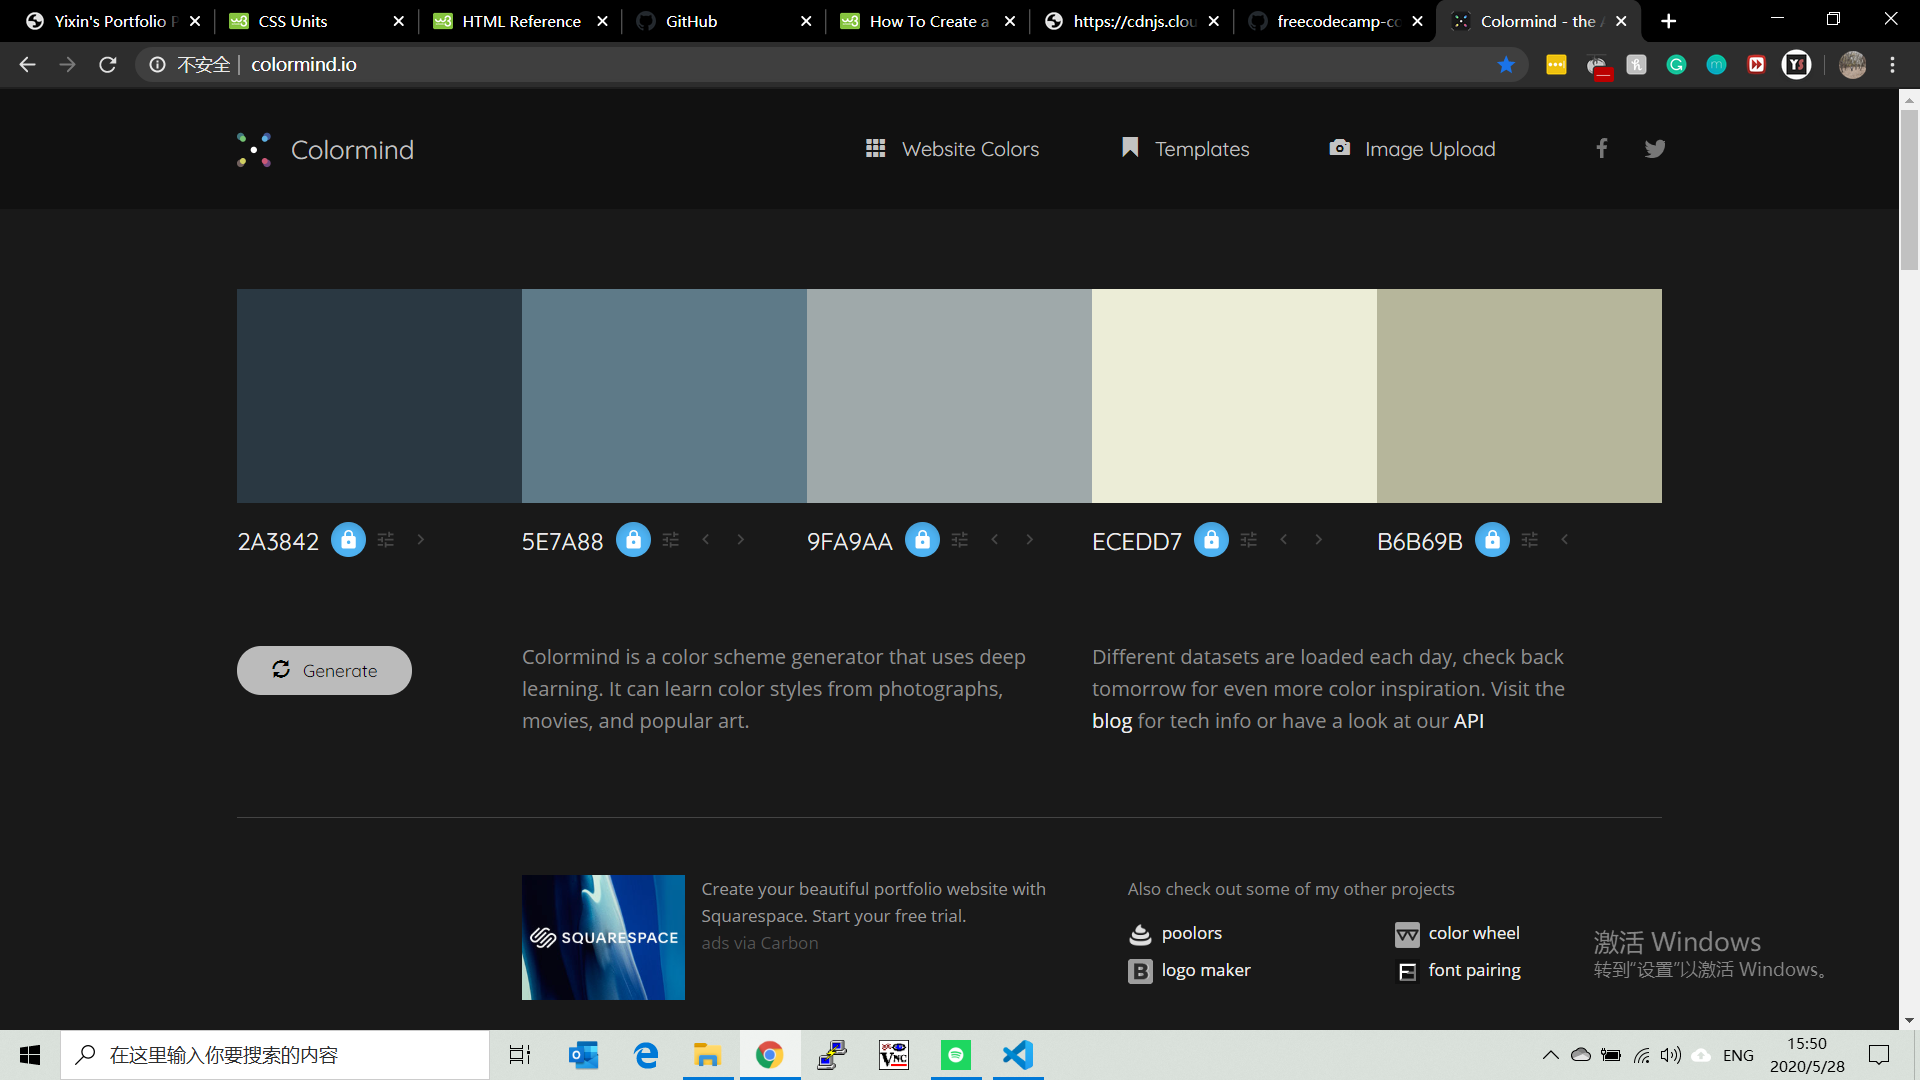 Yixin's Portfolio P
CSS Units
HTML Reference
GitHub
How To Create a
https://cdnjs.clou
freecodecamp-co
Colormind - the A
不安全 | colormind.io
Colormind
Website Colors
Templates
Image Upload
2A3842
5E7A88
9FA9AA
ECEDD7
B6B69B
Generate
Colormind is a color scheme generator that uses deep
learning. It can learn color styles from photographs,
movies, and popular art.
Different datasets are loaded each day, check back
tomorrow for even more color inspiration. Visit the
blog for tech info or have a look at our API
SQUARESPACE
Create your beautiful portfolio website with
Squarespace. Start your free trial.
ads via Carbon
Also check out some of my other projects
poolors
color wheel
logo maker
font pairing
激活 Windows
转到“设置”以激活 Windows。
在这里输入你要搜索的内容
ENG
15:50
2020/5/28